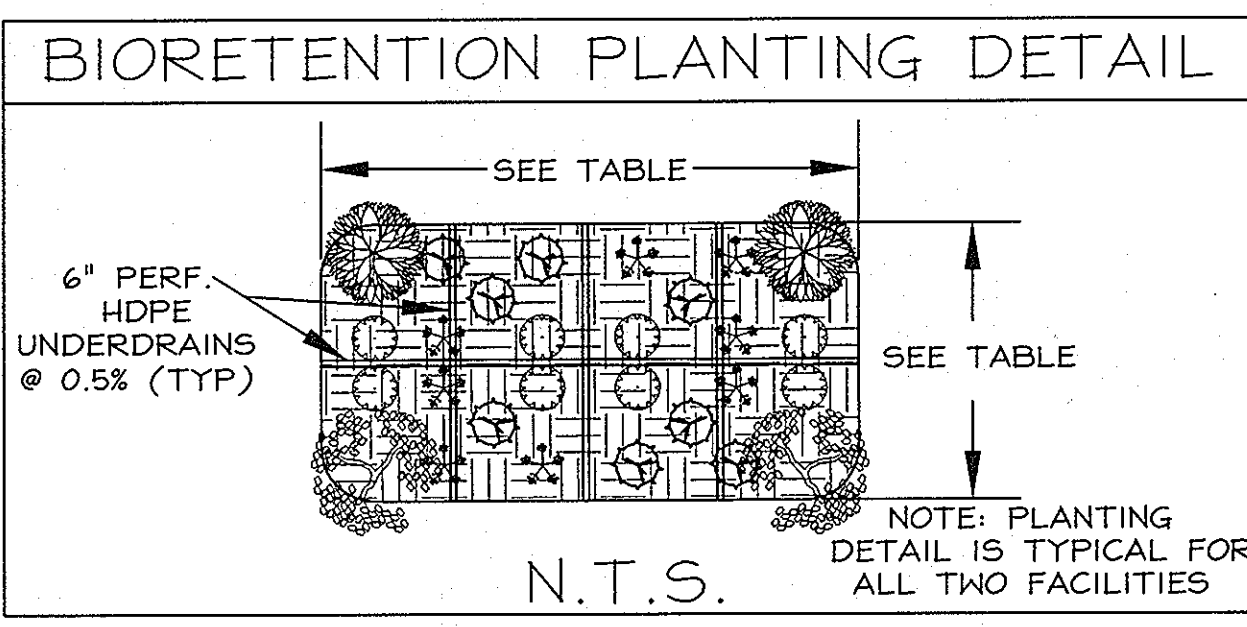 BIORETENTION PLANTING DETAIL
SEE TABLE
6" PERF.
HDPE
UNDERDRAINS
@ 0.5% (TYP)
SEE TABLE
NOTE: PLANTING
DETAIL IS TYPICAL FOR
ALL TWO FACILITIES
N.T.S.